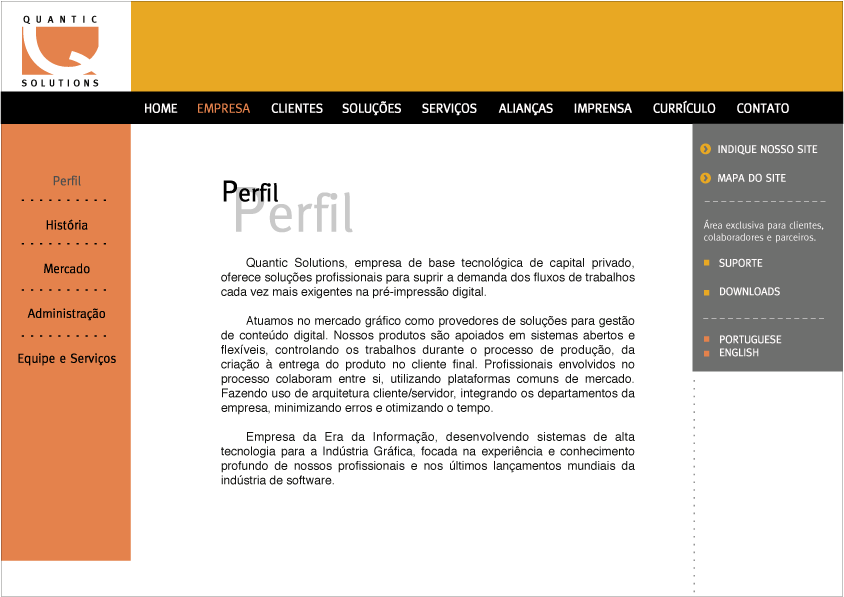 QUANTIC
SOLUTIONS
HOME EMPRESA CLIENTES SOLUÇÕES SERVIÇOS ALIANÇAS IMPRENSA CURRÍCULO CONTATO
Perfil
História
Mercado
Administração
Equipe e Serviços
Perfil
Perfil
Quantic Solutions, empresa de base tecnológica de capital privado,
oferece soluções profissionais para suprir a demanda dos fluxos de trabalhos
cada vez mais exigentes na pré-impressão digital.
Atuamos no mercado gráfico como provedores de soluções para gestão
de conteúdo digital. Nossos produtos são apoiados em sistemas abertos e
flexíveis, controlando os trabalhos durante o processo de produção, da
criação à entrega do produto no cliente final. Profissionais envolvidos no
processo colaboram entre si, utilizando plataformas comuns de mercado.
Fazendo uso de arquitetura cliente/servidor, integrando os departamentos da
empresa, minimizando erros e otimizando o tempo.
Empresa da Era da Informação, desenvolvendo sistemas de alta
tecnologia para a Indústria Gráfica, focada na experiência e conhecimento
profundo de nossos profissionais e nos últimos lançamentos mundiais da
indústria de software.
INDIQUE NOSSO SITE
MAPA DO SITE
Área exclusiva para clientes,
colaboradores e parceiros.
SUPORTE
DOWNLOADS
PORTUGUESE
ENGLISH